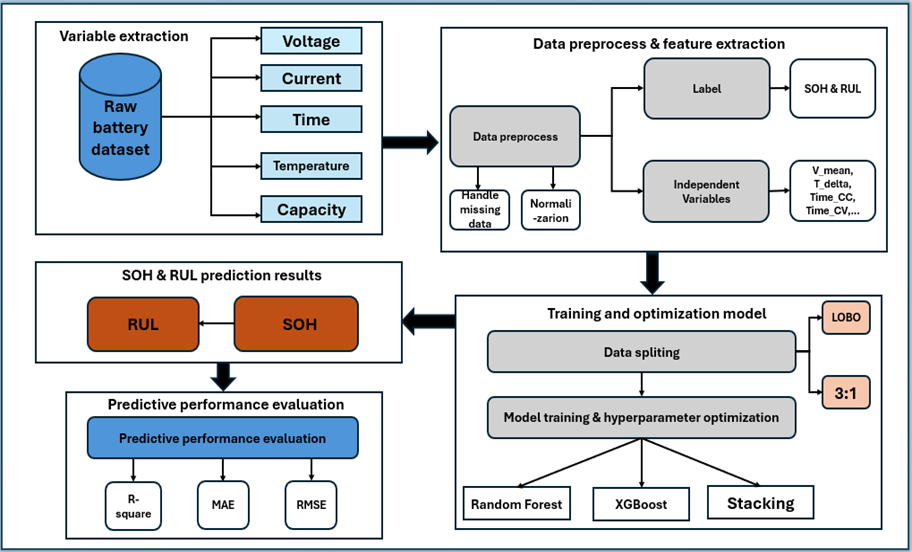 Variable extraction
Raw
battery
dataset
Voltage
Current
Time
Temperature
Capacity
Data preprocess & feature extraction
Data preprocess
Handle
missing
data
Normali
-zarion
Label
SOH & RUL
Independent
Variables
V_mean,
T_delta,
Time_CC,
Time_CV,...
Training and optimization model
Data spliting
LOBO
3:1
Model training & hyperparameter optimization
Random Forest
XGBoost
Stacking
SOH & RUL prediction results
RUL
SOH
Predictive performance evaluation
Predictive performance evaluation
R-
square
MAE
RMSE